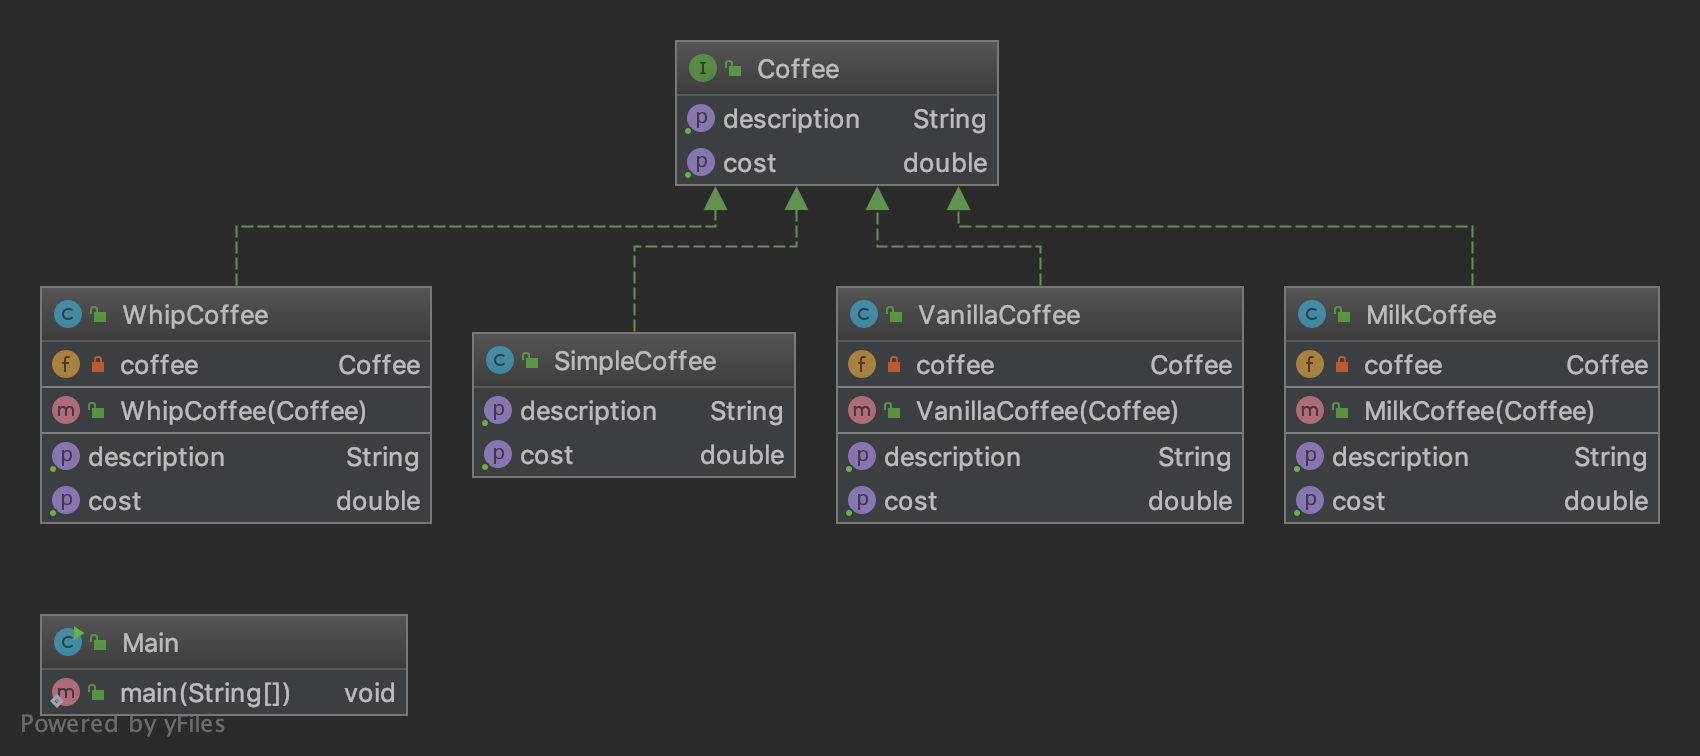 I Coffee
p description String
p cost double
C WhipCoffee
f coffee Coffee
m WhipCoffee(Coffee)
p description String
p cost double
C SimpleCoffee
p description String
p cost double
C VanillaCoffee
f coffee Coffee
m VanillaCoffee(Coffee)
p description String
p cost double
C MilkCoffee
f coffee Coffee
m MilkCoffee(Coffee)
p description String
p cost double
C Main
m main(String[]) void
Powered by yFiles